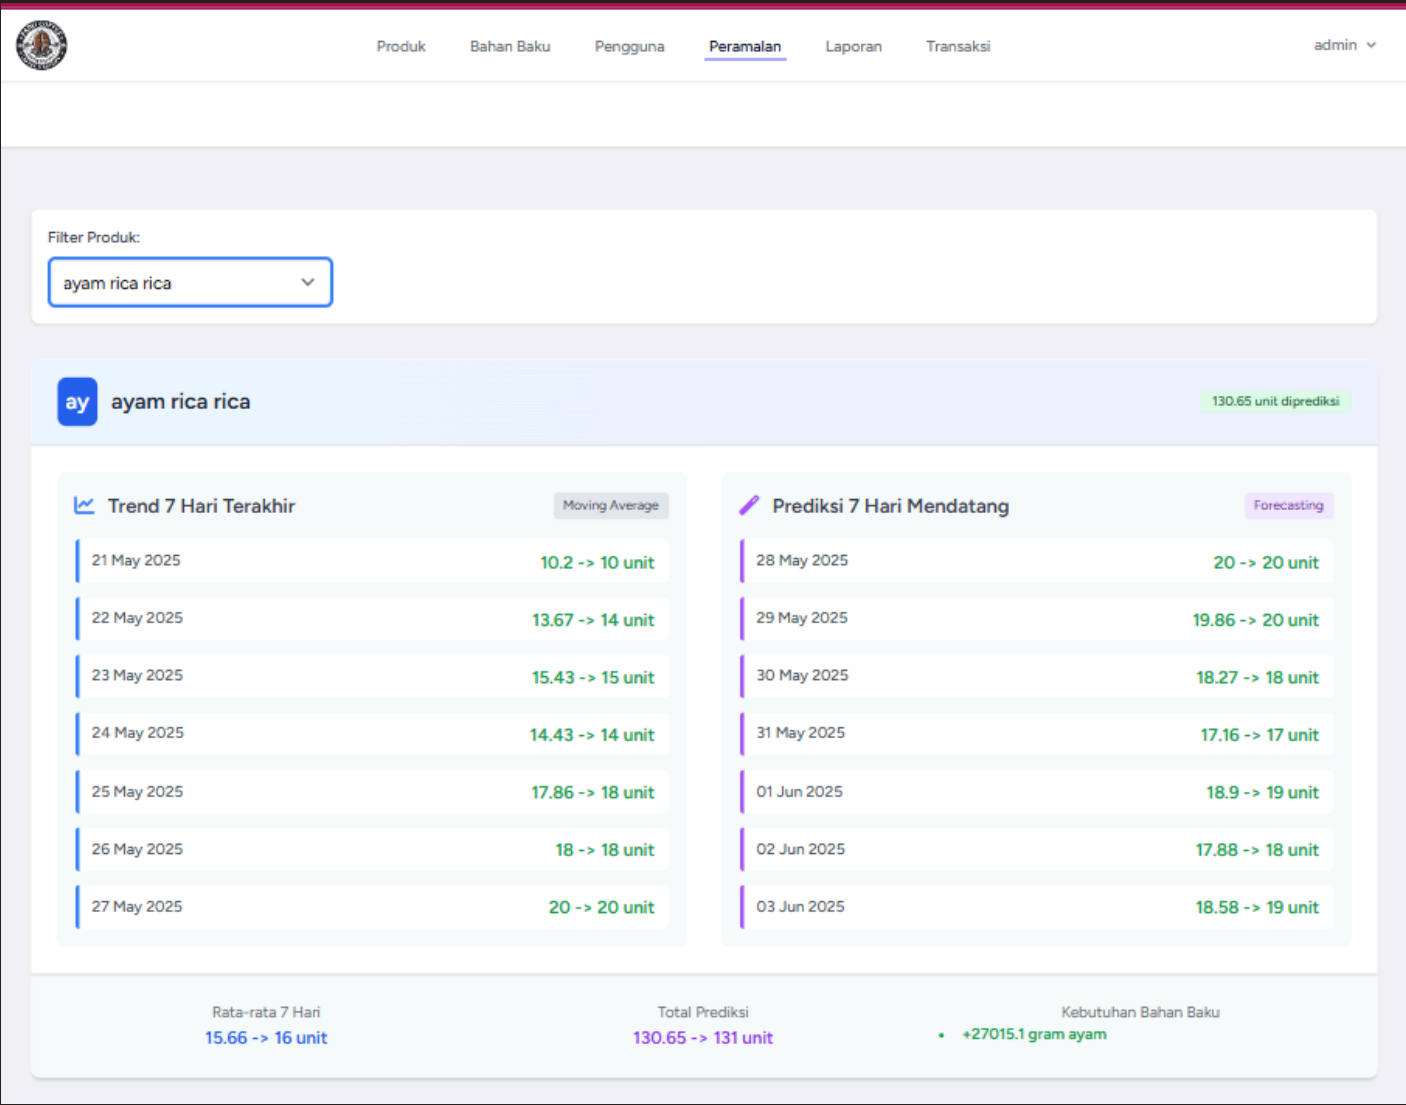 Produk Bahan Baku Pengguna Peramalan Laporan Transaksi admin
Filter Produk:
ayam rica rica
ay ayam rica rica 130.65 unit diprediksi
Trend 7 Hari Terakhir Moving Average
21 May 2025 10.2 -> 10 unit
22 May 2025 13.67 -> 14 unit
23 May 2025 15.43 -> 15 unit
24 May 2025 14.43 -> 14 unit
25 May 2025 17.86 -> 18 unit
26 May 2025 18 -> 18 unit
27 May 2025 20 -> 20 unit
Prediksi 7 Hari Mendatang Forecasting
28 May 2025 20 -> 20 unit
29 May 2025 19.86 -> 20 unit
30 May 2025 18.27 -> 18 unit
31 May 2025 17.16 -> 17 unit
01 Jun 2025 18.9 -> 19 unit
02 Jun 2025 17.88 -> 18 unit
03 Jun 2025 18.58 -> 19 unit
Rata-rata 7 Hari
15.66 -> 16 unit
Total Prediksi
130.65 -> 131 unit
Kebutuhan Bahan Baku
• +27015.1 gram ayam